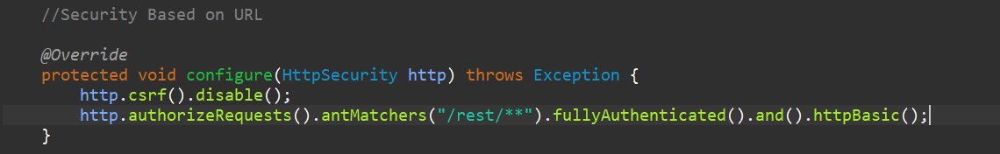 //Security Based on URL
@Override
protected void configure(HttpSecurity http) throws Exception {
http.csrf().disable();
http.authorizeRequests().antMatchers("/rest/**").fullyAuthenticated().and().httpBasic();
}